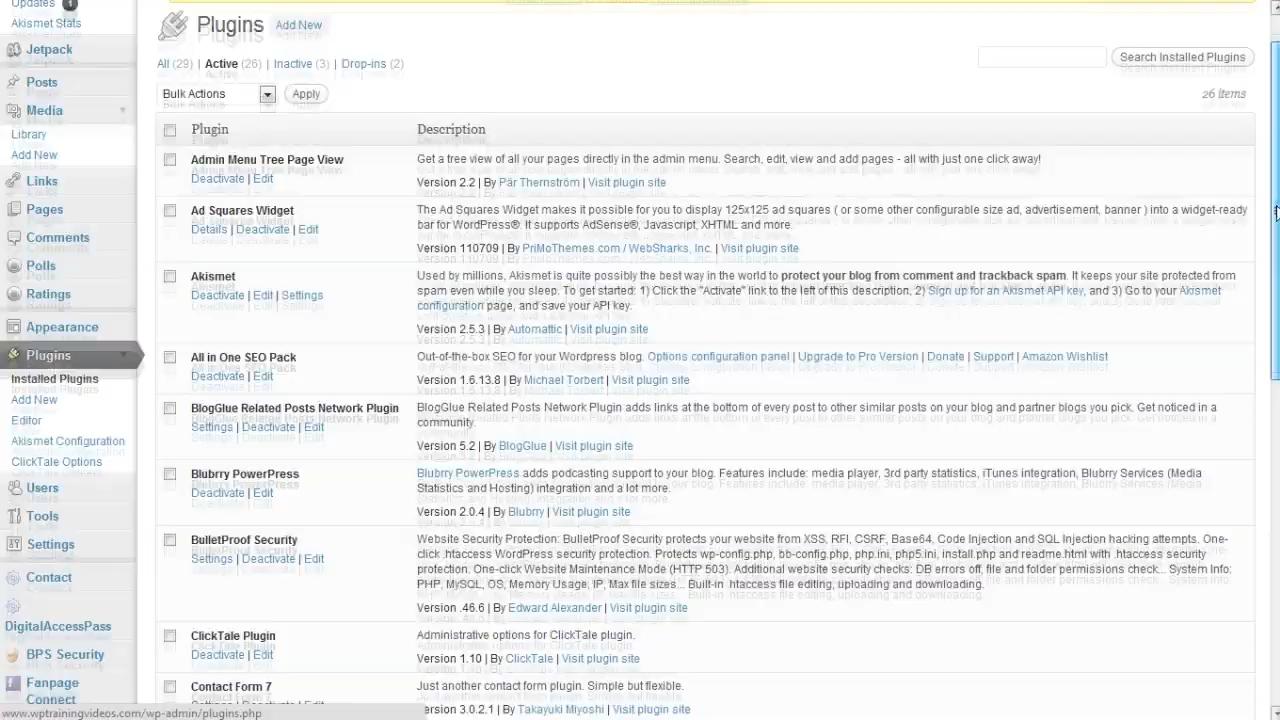 Updates
Akismet Stats
Jetpack
Posts
Media
Library
Add New
Links
Pages
Comments
Polls
Ratings
Appearance
Plugins
Installed Plugins
Add New
Editor
Akismet Configuration
ClickTale Options
Users
Tools
Settings
Contact
DigitalAccessPass
BPS Security
Fanpage
Connect
Plugins Add New
All (29) | Active (26) | Inactive (3) | Drop-ins (2)
Search Installed Plugins
Bulk Actions Apply
26 items
Plugin Description
Admin Menu Tree Page View
Deactivate | Edit
Get a tree view of all your pages directly in the admin menu. Search, edit, view and add pages - all with just one click away!
Version 2.2 | By Pär Thernström | Visit plugin site
Ad Squares Widget
Details | Deactivate | Edit
The Ad Squares Widget makes it possible for you to display 125x125 ad squares ( or some other configurable size ad, advertisement, banner ) into a widget-ready
bar for WordPress®. It supports AdSense®, Javascript, XHTML and more.
Version 110709 | By PriMoThemes.com / WebSharks, Inc. | Visit plugin site
Akismet
Deactivate | Edit | Settings
Used by millions, Akismet is quite possibly the best way in the world to protect your blog from comment and trackback spam. It keeps your site protected from
spam even while you sleep. To get started: 1) Click the "Activate" link to the left of this description, 2) Sign up for an Akismet API key, and 3) Go to your Akismet
configuration page, and save your API key.
Version 2.5.3 | By Automattic | Visit plugin site
All in One SEO Pack
Deactivate | Edit
Out-of-the-box SEO for your Wordpress blog. Options configuration panel | Upgrade to Pro Version | Donate | Support | Amazon Wishlist
Version 1.6.13.8 | By Michael Torbert | Visit plugin site
BlogGlue Related Posts Network Plugin
Settings | Deactivate | Edit
BlogGlue Related Posts Network Plugin adds links at the bottom of every post to other similar posts on your blog and partner blogs you pick. Get noticed in a
community.
Version 5.2 | By BlogGlue | Visit plugin site
Blubrry PowerPress
Deactivate | Edit
Blubrry PowerPress adds podcasting support to your blog. Features include: media player, 3rd party statistics, iTunes integration, Blubrry Services (Media
Statistics and Hosting) integration and a lot more.
Version 2.0.4 | By Blubrry | Visit plugin site
BulletProof Security
Settings | Deactivate | Edit
Website Security Protection: BulletProof Security protects your website from XSS, RFI, CSRF, Base64, Code Injection and SQL Injection hacking attempts. One-
click .htaccess WordPress security protection. Protects wp-config.php, bb-config.php, php.ini, php5.ini, install.php and readme.html with .htaccess security
protection. One-click Website Maintenance Mode (HTTP 503). Additional website security checks: DB errors off, file and folder permissions check... System Info:
PHP, MySQL, OS, Memory Usage, IP, Max file sizes... Built-in .htaccess file editing, uploading and downloading.
Version .46.6 | By Edward Alexander | Visit plugin site
ClickTale Plugin
Deactivate | Edit
Administrative options for ClickTale plugin.
Version 1.10 | By ClickTale | Visit plugin site
Contact Form 7
Just another contact form plugin. Simple but flexible.
Version 3.0.2.1 | By Takayuki Miyoshi | Visit plugin site
www.wptrainingvideos.com/wp-admin/plugins.php